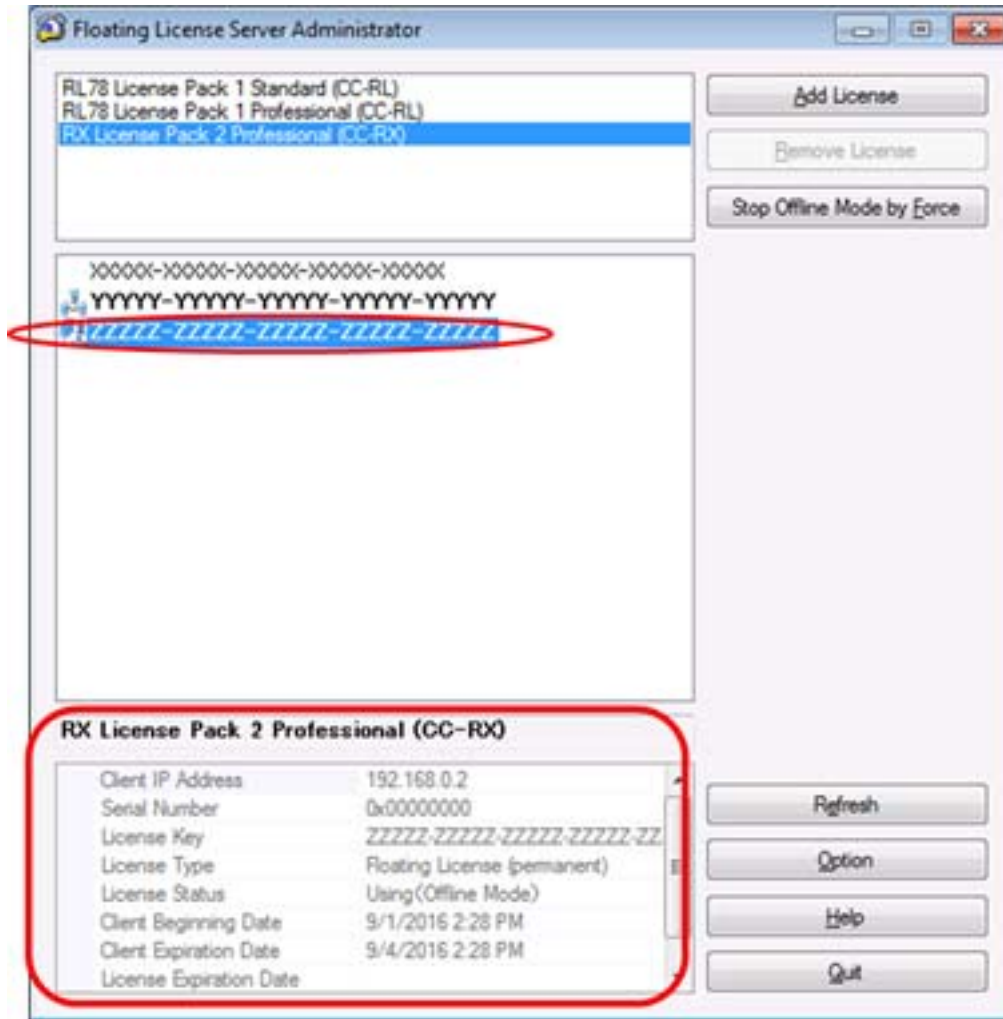 Floating License Server Administrator
RL78 License Pack 1 Standard (CC-RL)
RL78 License Pack 1 Professional (CC-RL)
RX License Pack 2 Professional (CC-RX)
Add License
Remove License
Stop Offline Mode by Force
XXXXX-XXXXX-XXXXX-XXXXX-XXXXX
YYYYY-YYYYY-YYYYY-YYYYY-YYYYY
ZZZZZ-ZZZZZ-ZZZZZ-ZZZZZ-ZZZZZ
RX License Pack 2 Professional (CC-RX)
Client IP Address 192.168.0.2
Serial Number 0x00000000
License Key ZZZZZ-ZZZZZ-ZZZZZ-ZZZZZ-ZZ
License Type Floating License (permanent)
License Status Using(Offline Mode)
Client Beginning Date 9/1/2016 2:28 PM
Client Expiration Date 9/4/2016 2:28 PM
License Expiration Date
Refresh
Option
Help
Quit